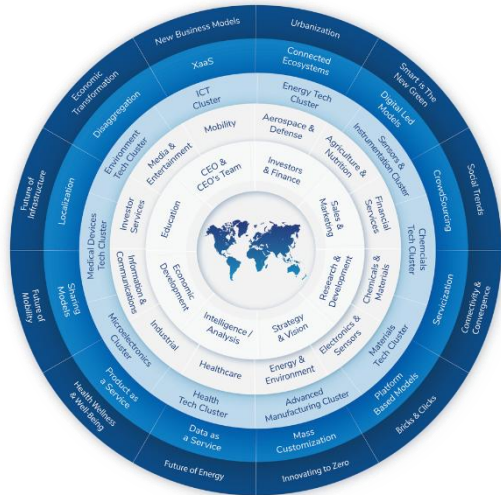 New Business Models
Urbanization
Smart is The
New Green
Social Trends
Connectivity &
Convergence
Bricks & Clicks
Innovating to Zero
Future of Energy
Health Wellness
& Well-Being
Future of
Mobility
Future of
Infrastructure
Economic
Transformation
XaaS
Connected
Ecosystems
Digital Led
Models
CrowdSourcing
Servicization
Platform
Based Models
Mass
Customization
Data as
a Service
Product as
a Service
Sharing
Models
Localization
Disaggregation
ICT
Cluster
Energy Tech
Cluster
Sensors &
Instrumentation Cluster
Chemcials
Tech Cluster
Materials
Tech Cluster
Advanced
Manufacturing Cluster
Health
Tech Cluster
Microelectronics
Cluster
Medical Devices
Tech Cluster
Environment
Tech Cluster
Mobility
Aerospace &
Defense
Agriculture &
Nutrition
Financial
Services
Chemicals &
Materials
Electronics &
Sensors
Energy &
Environment
Healthcare
Industrial
Information &
Communications
Investor
Services
Media &
Entertainment
CEO &
CEO's Team
Investors
& Finance
Sales &
Marketing
Research &
Development
Strategy
& Vision
Intelligence /
Analysis
Economic
Development
Education